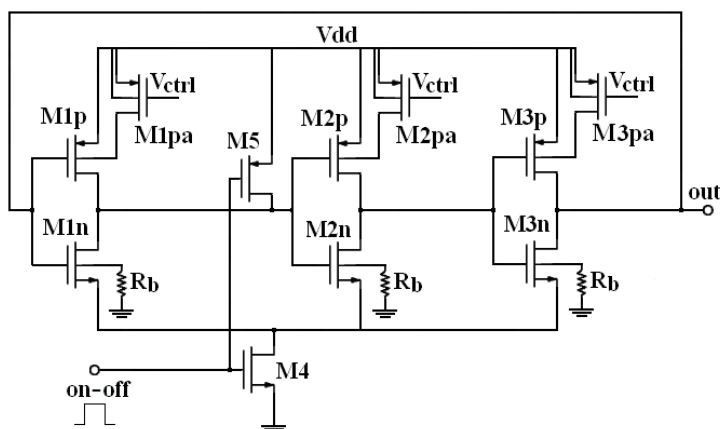 Vdd
Vctrl
Vctrl
Vctrl
M1p
M1pa
M5
M2p
M2pa
M3p
M3pa
out
M1n
M2n
M3n
Rb
Rb
Rb
M4
on-off